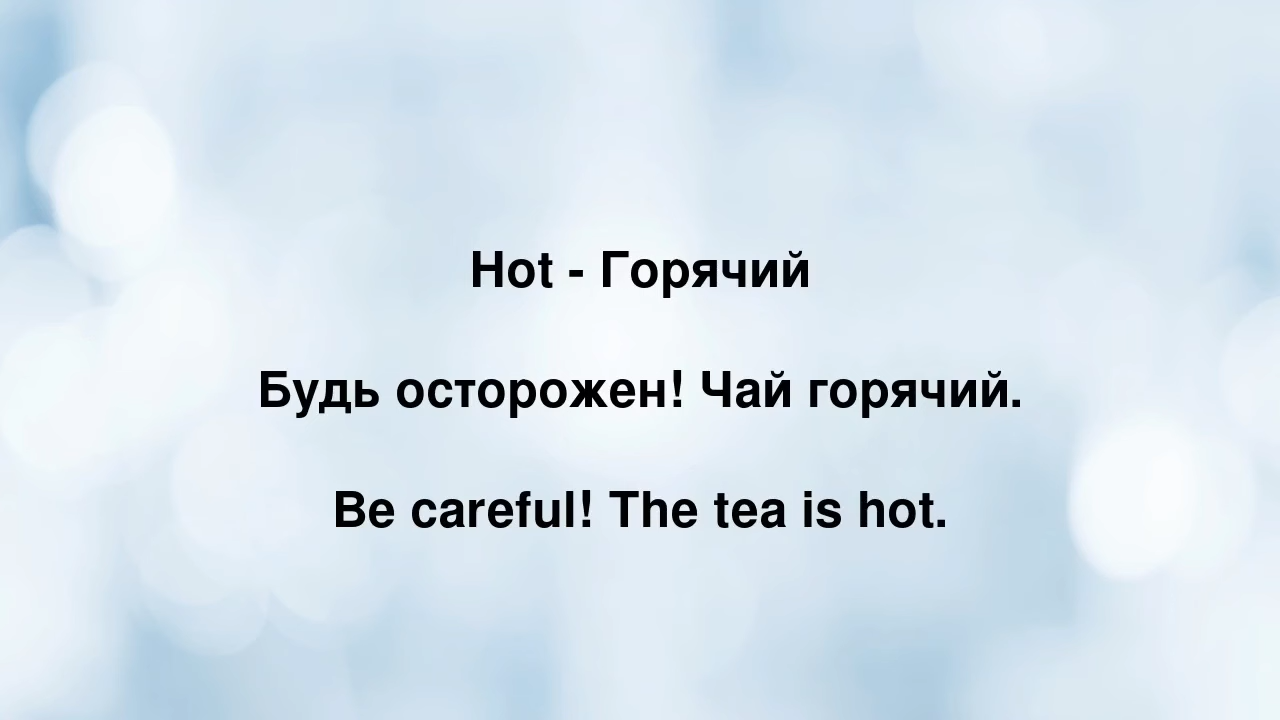 Hot - Горячий
Будь осторожен! Чай горячий.
Be careful! The tea is hot.